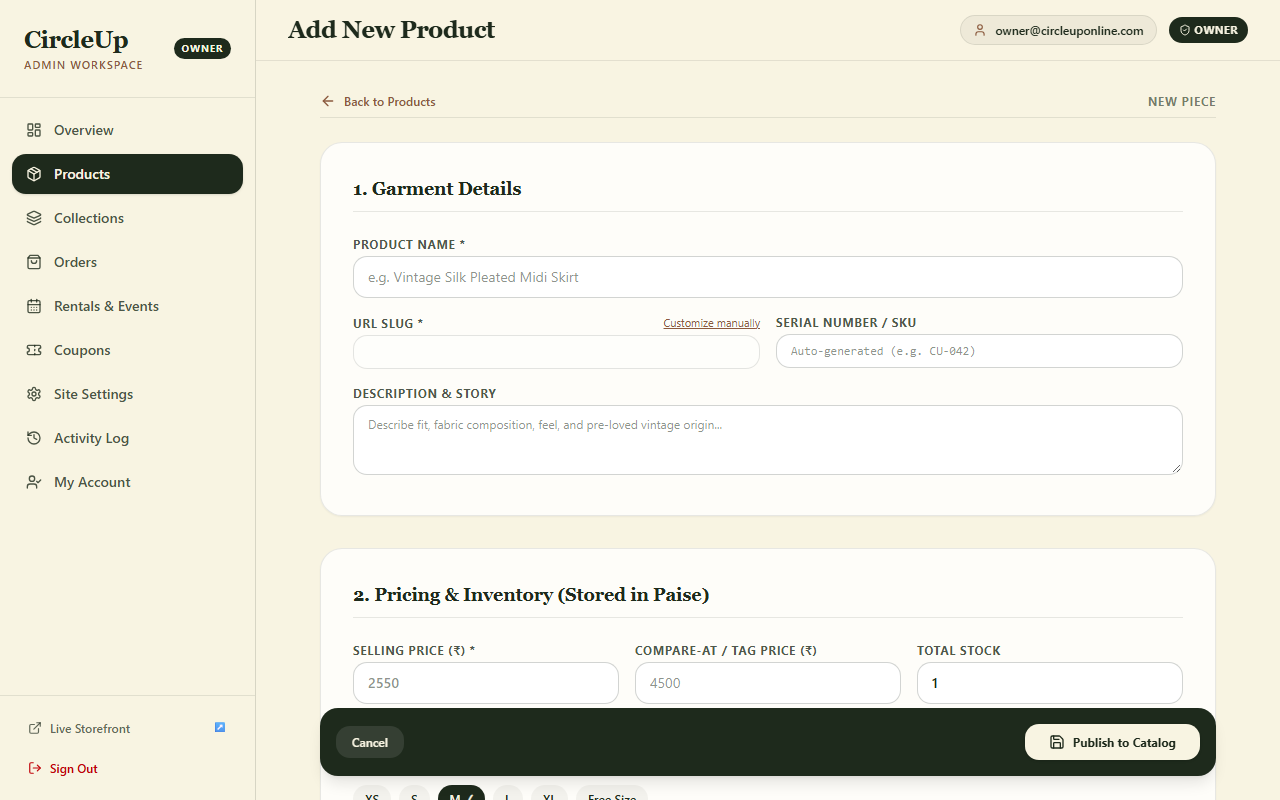 CircleUp
OWNER
ADMIN WORKSPACE
Overview
Products
Collections
Orders
Rentals & Events
Coupons
Site Settings
Activity Log
My Account
Live Storefront
Sign Out
Add New Product
owner@circleuponline.com
OWNER
Back to Products
NEW PIECE
1. Garment Details
PRODUCT NAME *
e.g. Vintage Silk Pleated Midi Skirt
URL SLUG *
Customize manually
SERIAL NUMBER / SKU
Auto-generated (e.g. CU-042)
DESCRIPTION & STORY
Describe fit, fabric composition, feel, and pre-loved vintage origin...
2. Pricing & Inventory (Stored in Paise)
SELLING PRICE (₹) *
COMPARE-AT / TAG PRICE (₹)
TOTAL STOCK
2550
4500
1
Cancel
Publish to Catalog
XS S M ✓ L XL Free Size